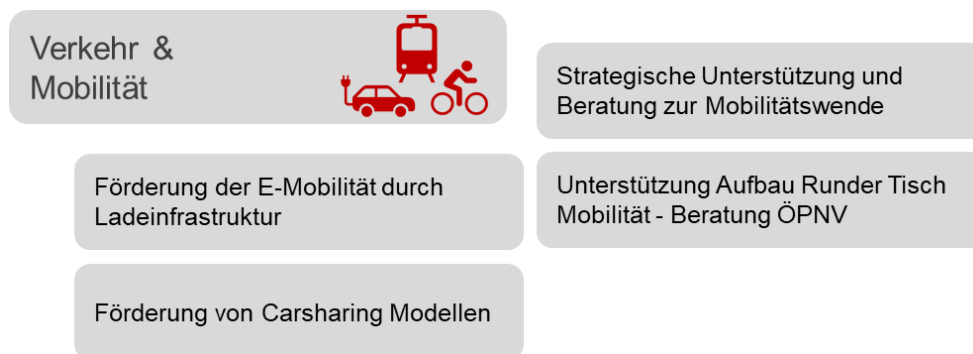 Verkehr &
Mobilität
Strategische Unterstützung und
Beratung zur Mobilitätswende
Förderung der E-Mobilität durch
Ladeinfrastruktur
Unterstützung Aufbau Runder Tisch
Mobilität - Beratung ÖPNV
Förderung von Carsharing Modellen